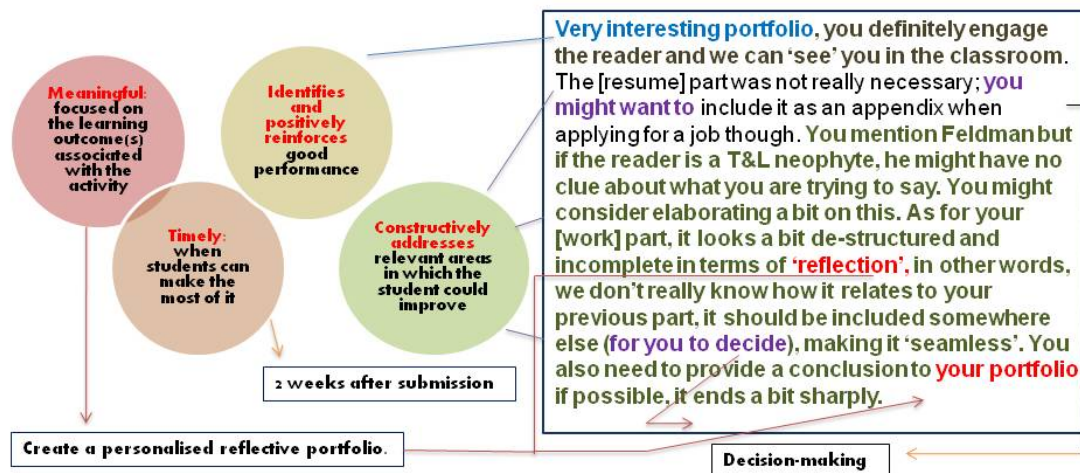 Meaningful:
focused on
the learning
outcome(s)
associated
with the
activity
Timely:
when
students can
make the
most of it
Identifies
and
positively
reinforces
good
performance
Constructively
addresses
relevant areas
in which the
student could
improve
2 weeks after submission
Create a personalised reflective portfolio.
Very interesting portfolio, you definitely engage
the reader and we can ‘see’ you in the classroom.
The [resume] part was not really necessary; you
might want to include it as an appendix when
applying for a job though. You mention Feldman but
if the reader is a T&L neophyte, he might have no
clue about what you are trying to say. You might
consider elaborating a bit on this. As for your
[work] part, it looks a bit de-structured and
incomplete in terms of ‘reflection’, in other words,
we don’t really know how it relates to your
previous part, it should be included somewhere
else (for you to decide), making it ‘seamless’. You
also need to provide a conclusion to your portfolio
if possible, it ends a bit sharply.
Decision-making